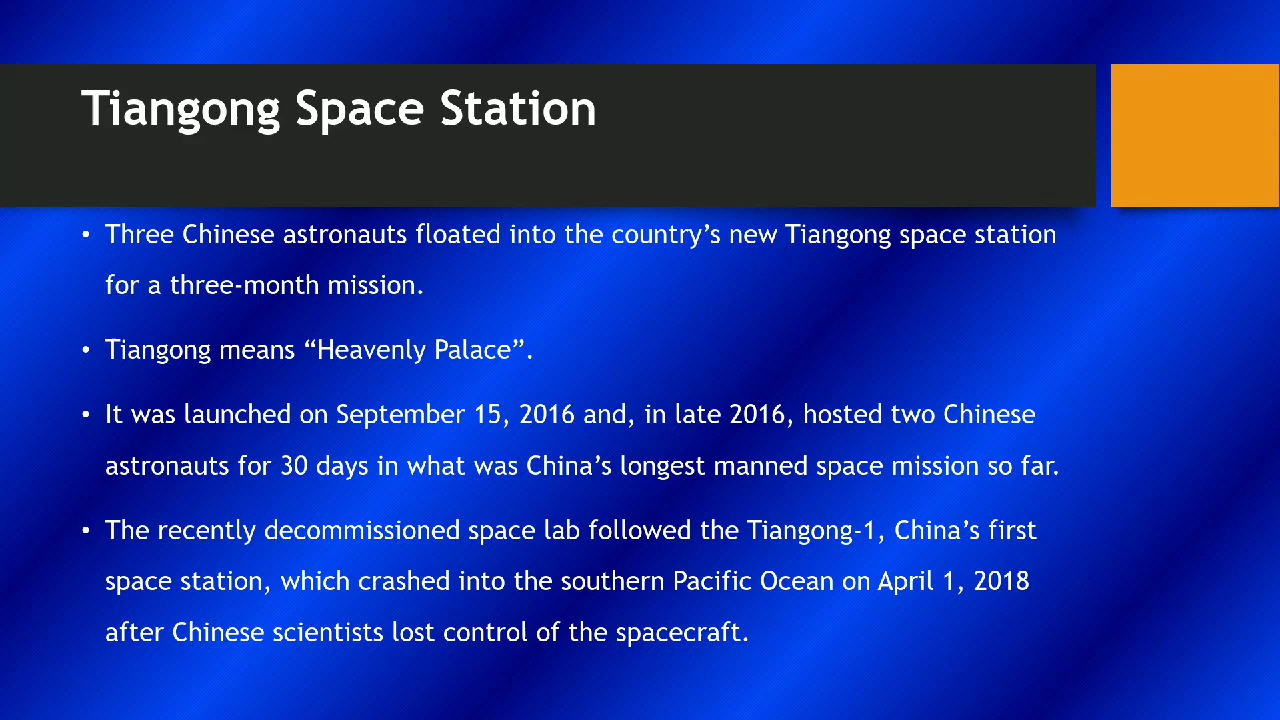 Tiangong Space Station
• Three Chinese astronauts floated into the country’s new Tiangong space station
for a three-month mission.
• Tiangong means “Heavenly Palace”.
• It was launched on September 15, 2016 and, in late 2016, hosted two Chinese
astronauts for 30 days in what was China’s longest manned space mission so far.
• The recently decommissioned space lab followed the Tiangong-1, China’s first
space station, which crashed into the southern Pacific Ocean on April 1, 2018
after Chinese scientists lost control of the spacecraft.